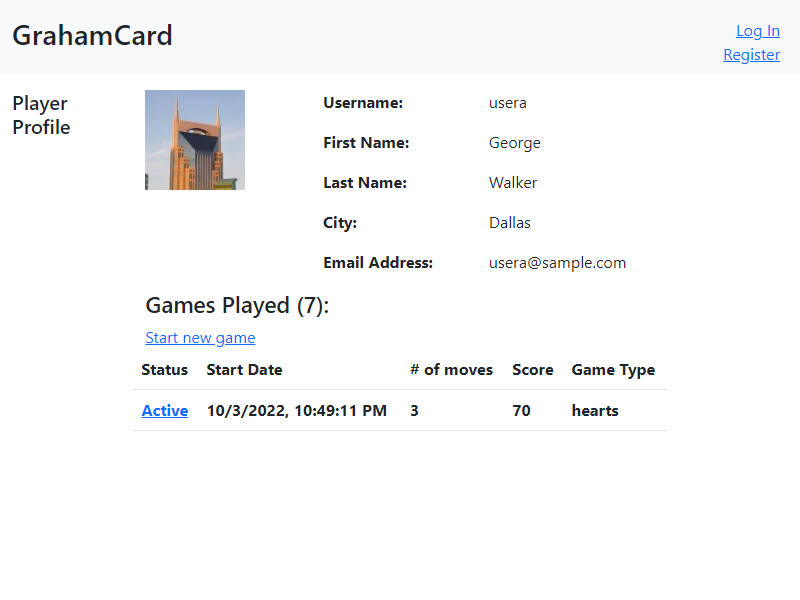 GrahamCard
Log In
Register
Player
Profile
Username: usera
First Name: George
Last Name: Walker
City: Dallas
Email Address: usera@sample.com
Games Played (7):
Start new game
Status Start Date # of moves Score Game Type
Active 10/3/2022, 10:49:11 PM 3 70 hearts